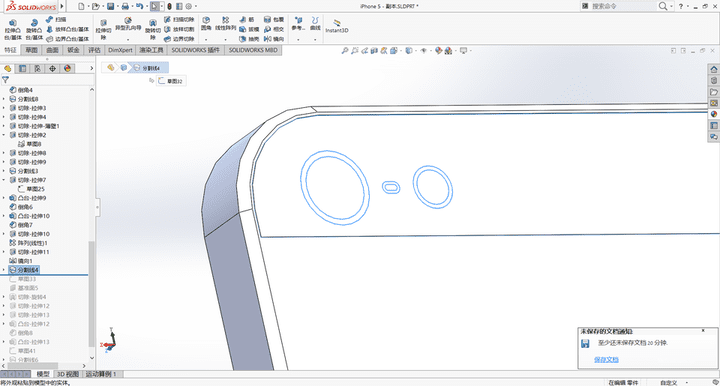 SOLIDWORKS
iPhone 5 - 副本.SLDPRT *
搜索命令
拉伸凸台/基体
旋转凸台/基体
扫描
放样凸台/基体
边界凸台/基体
拉伸切除
异型孔向导
旋转切除
扫描切除
放样切割
边界切除
圆角
线性阵列
筋
拔模
抽壳
包覆
相交
镜向
参考...
曲线
Instant3D
特征
草图
曲面
钣金
评估
DimXpert
渲染工具
SOLIDWORKS 插件
SOLIDWORKS MBD
分割线4
草图32
倒角4
分割线8
切除-拉伸3
切除-拉伸4
切除-拉伸-薄壁1
切除-拉伸2
草图8
切除-拉伸8
切除-拉伸9
分割线3
切除-拉伸7
草图25
凸台-拉伸9
倒角6
凸台-拉伸10
倒角7
切除-拉伸10
阵列(线性)1
切除-拉伸11
镜向1
分割线4
草图33
基准面5
切除-旋转4
凸台-拉伸12
切除-拉伸13
凸台-拉伸12
倒角8
凸台-拉伸13
草图41
分割线6
Y
X
未保存的文档通知
至少还未保存文档 20 分钟.
保存文档
模型
3D 视图
运动算例 1
将外观粘贴到模型中的实体。
在编辑 零件
自定义